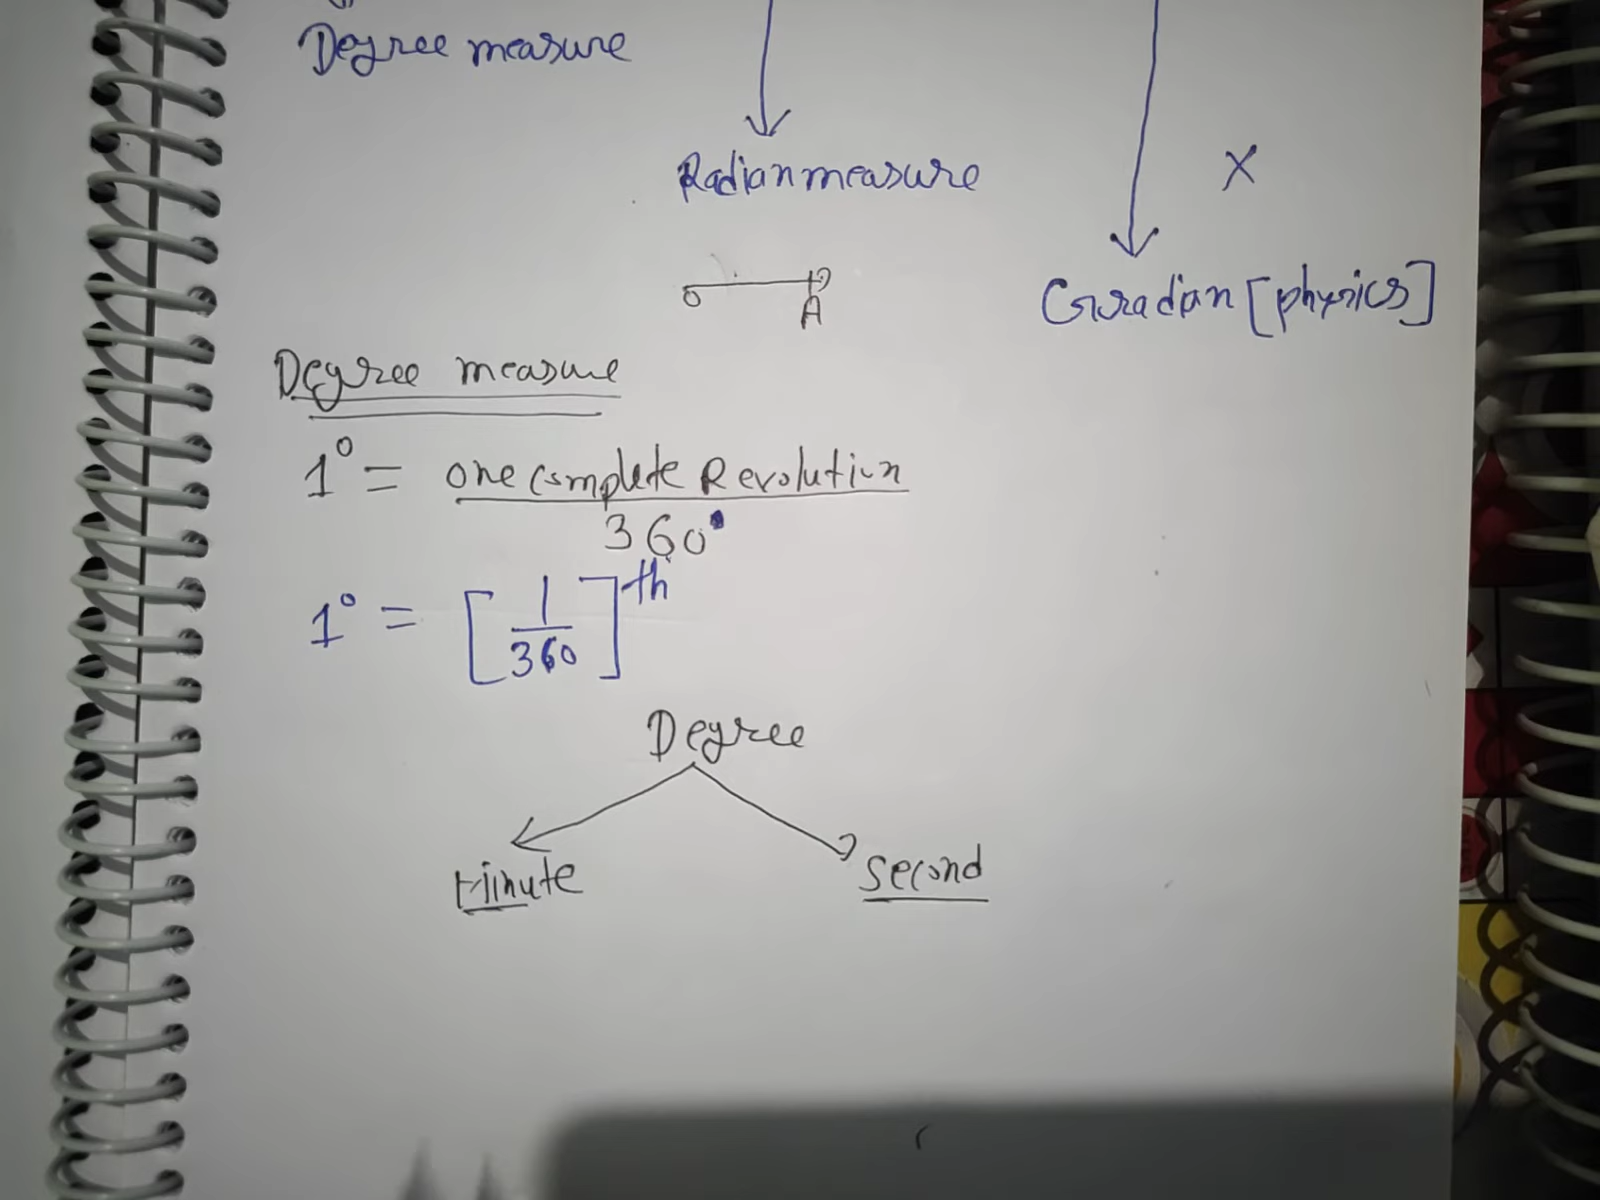 Degree measure
Radian measure
X
O A
Gradian [physics]
Degree measure
1° = one complete Revolution
360°
1° = [1/360]th
Degree
Minute second